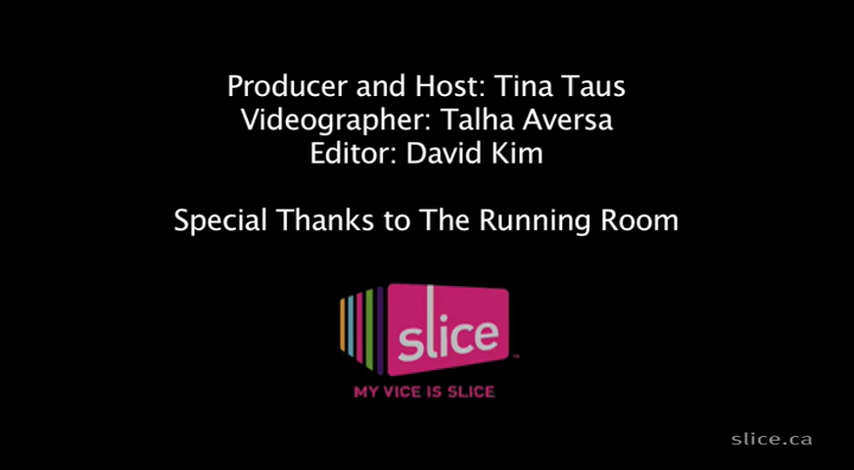 Producer and Host: Tina Taus
Videographer: Talha Aversa
Editor: David Kim
Special Thanks to The Running Room
slice
MY VICE IS SLICE
slice.ca